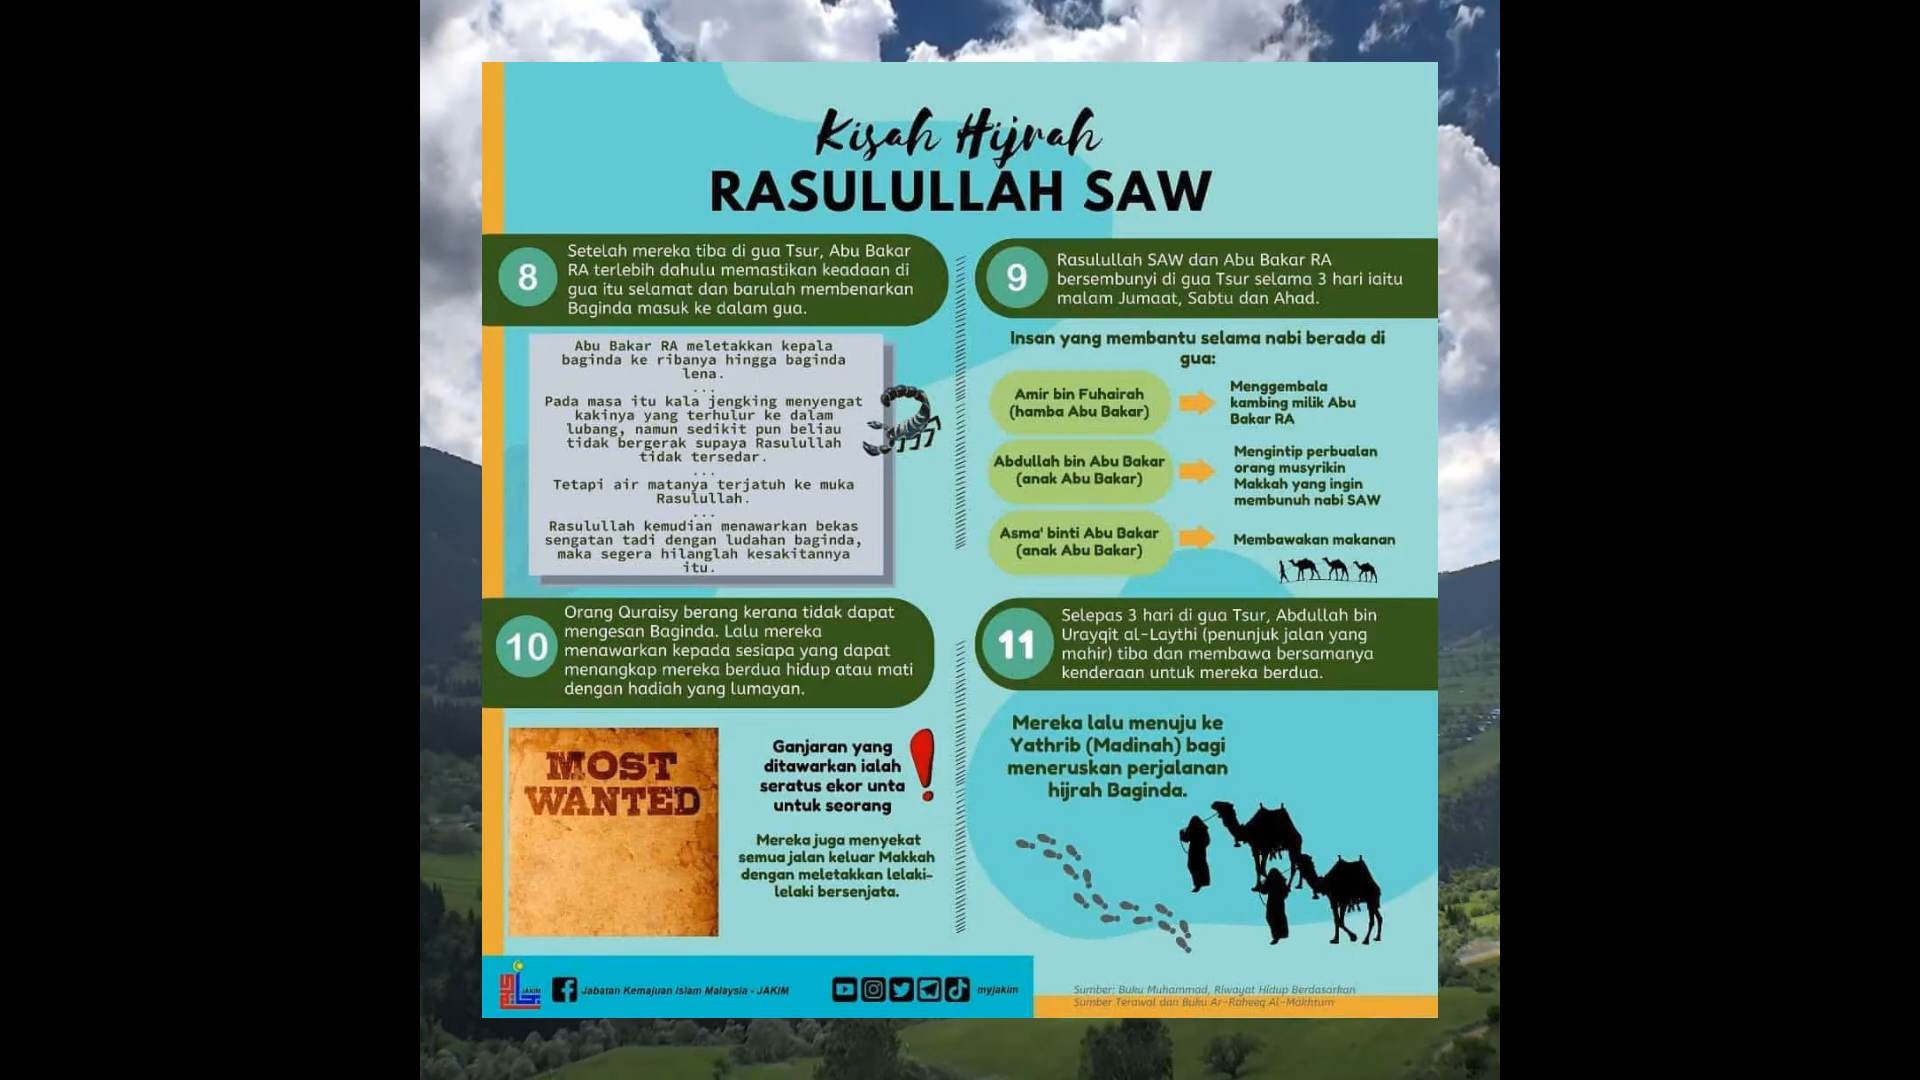 Kisah Hijrah
RASULULLAH SAW
8
Setelah mereka tiba di gua Tsur, Abu Bakar
RA terlebih dahulu memastikan keadaan di
gua itu selamat dan barulah membenarkan
Baginda masuk ke dalam gua.
Abu Bakar RA meletakkan kepala
baginda ke ribanya hingga baginda
lena.
...
Pada masa itu kala jengking menyengat
kakinya yang terhulur ke dalam
lubang, namun sedikit pun beliau
tidak bergerak supaya Rasulullah
tidak tersedar.
...
Tetapi air matanya terjatuh ke muka
Rasulullah.
...
Rasulullah kemudian menawarkan bekas
sengatan tadi dengan ludahan baginda,
maka segera hilanglah kesakitannya
itu.
9
Rasulullah SAW dan Abu Bakar RA
bersembunyi di gua Tsur selama 3 hari iaitu
malam Jumaat, Sabtu dan Ahad.
Insan yang membantu selama nabi berada di
gua:
Amir bin Fuhairah
(hamba Abu Bakar)
Menggembala
kambing milik Abu
Bakar RA
Abdullah bin Abu Bakar
(anak Abu Bakar)
Mengintip perbualan
orang musyrikin
Makkah yang ingin
membunuh nabi SAW
Asma' binti Abu Bakar
(anak Abu Bakar)
Membawakan makanan
10
Orang Quraisy berang kerana tidak dapat
mengesan Baginda. Lalu mereka
menawarkan kepada sesiapa yang dapat
menangkap mereka berdua hidup atau mati
dengan hadiah yang lumayan.
MOST
WANTED
Ganjaran yang
ditawarkan ialah
seratus ekor unta
untuk seorang
Mereka juga menyekat
semua jalan keluar Makkah
dengan meletakkan lelaki-
lelaki bersenjata.
11
Selepas 3 hari di gua Tsur, Abdullah bin
Urayqit al-Laythi (penunjuk jalan yang
mahir) tiba dan membawa bersamanya
kenderaan untuk mereka berdua.
Mereka lalu menuju ke
Yathrib (Madinah) bagi
meneruskan perjalanan
hijrah Baginda.
JAKIM
Jabatan Kemajuan Islam Malaysia - JAKIM
myjakim
Sumber: Buku Muhammad, Riwayat Hidup Berdasarkan
Sumber Terawal dan Buku Ar-Raheeq Al-Makhtum